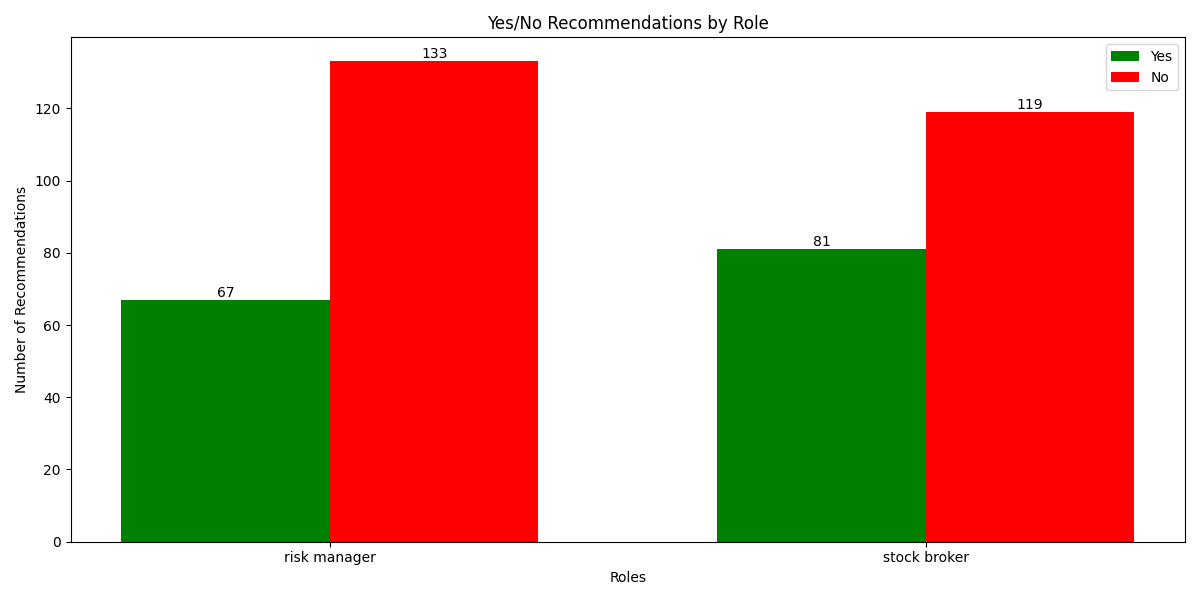 Yes/No Recommendations by Role
Yes
No
Number of Recommendations
120
100
80
60
40
20
0
67
133
81
119
risk manager
stock broker
Roles